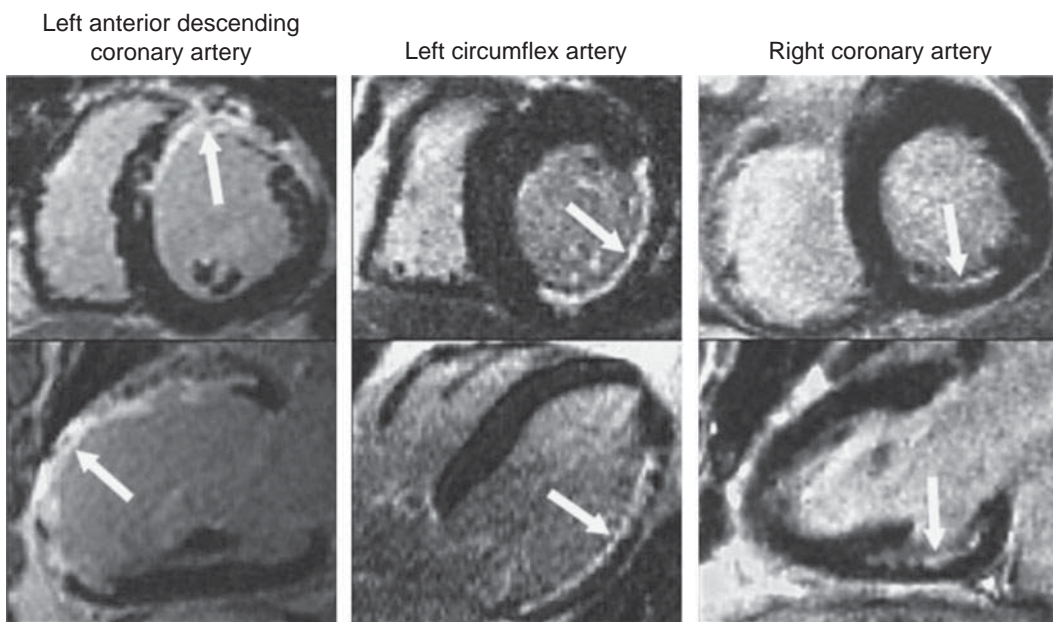 Left anterior descending
coronary artery
Left circumflex artery
Right coronary artery